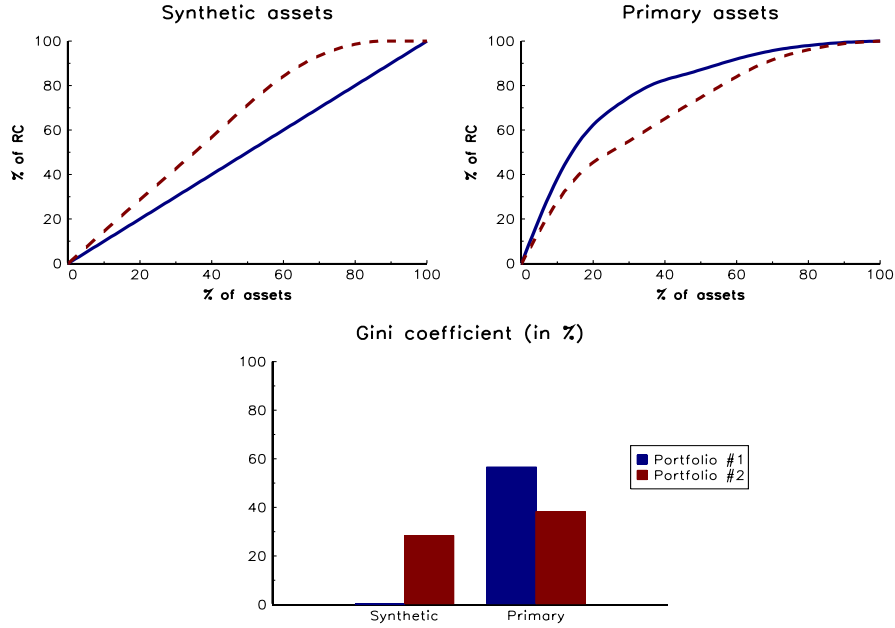 Synthetic assets
100
80
60
40
20
0
% of RC
0 20 40 60 80 100
% of assets
Primary assets
100
80
60
40
20
0
% of RC
0 20 40 60 80 100
% of assets
Gini coefficient (in %)
100
80
60
40
20
0
Synthetic Primary
Portfolio #1
Portfolio #2